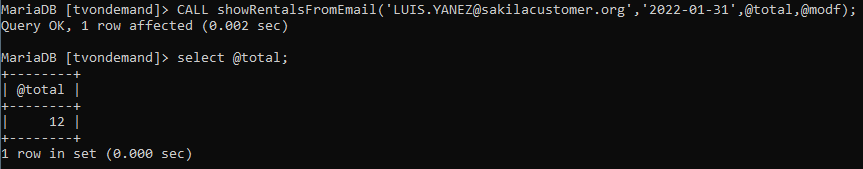 MariaDB [tvondemand]> CALL showRentalsFromEmail('LUIS.YANEZ@sakilacustomer.org','2022-01-31',@total,@modf);
Query OK, 1 row affected (0.002 sec)
MariaDB [tvondemand]> select @total;
+--------+
| @total |
+--------+
|     12 |
+--------+
1 row in set (0.000 sec)